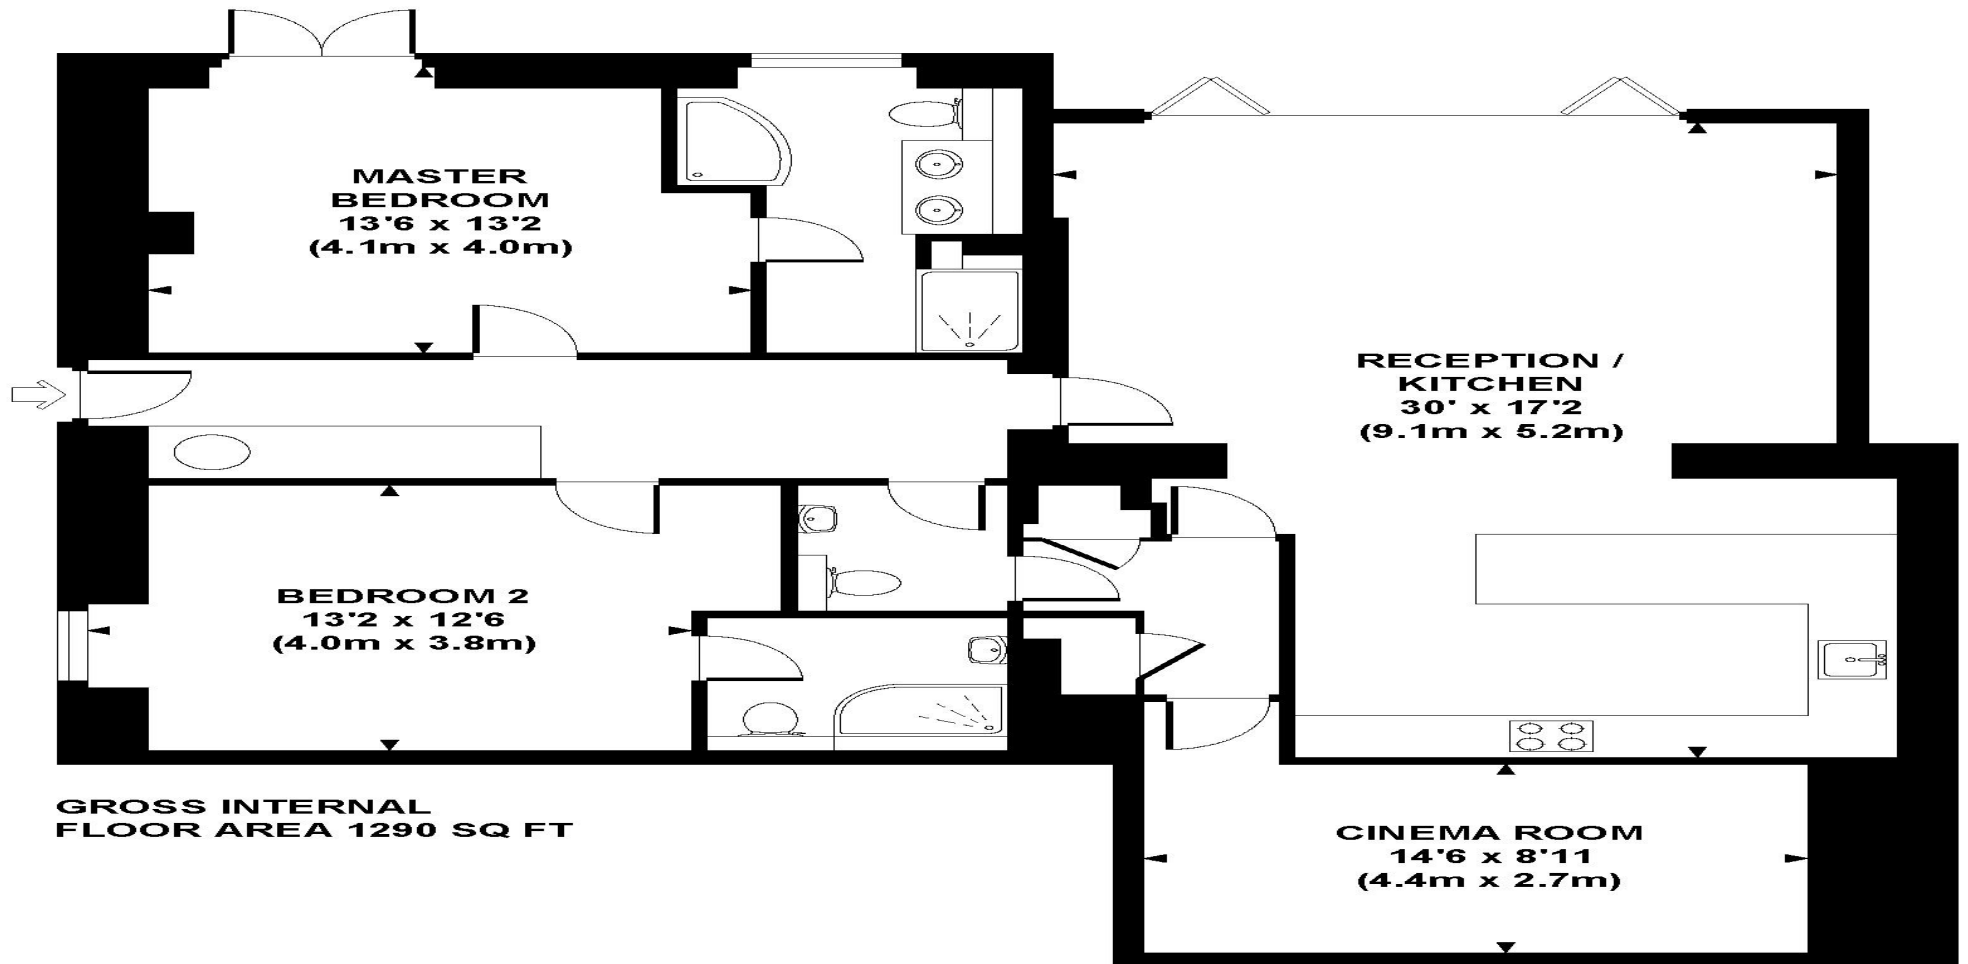 MASTER
BEDROOM
13'6 x 13'2
(4.1m x 4.0m)
RECEPTION /
KITCHEN
30' x 17'2
(9.1m x 5.2m)
BEDROOM 2
13'2 x 12'6
(4.0m x 3.8m)
GROSS INTERNAL
FLOOR AREA 1290 SQ FT
CINEMA ROOM
14'6 x 8'11
(4.4m x 2.7m)